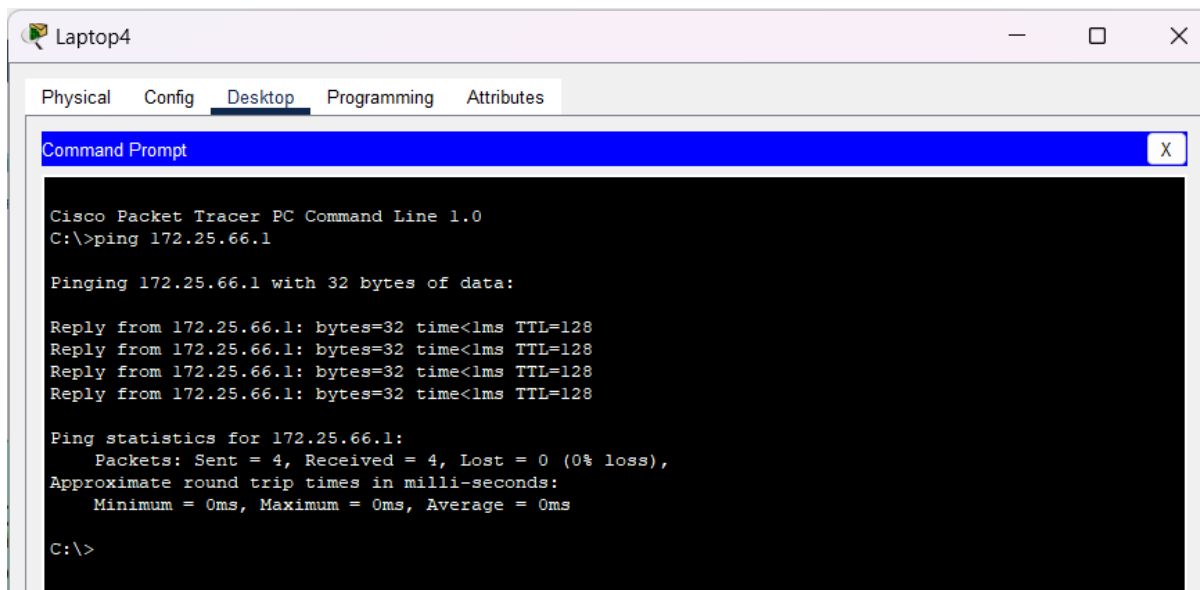 Laptop4
Physical Config Desktop Programming Attributes
Command Prompt X
Cisco Packet Tracer PC Command Line 1.0
C:\>ping 172.25.66.1
Pinging 172.25.66.1 with 32 bytes of data:
Reply from 172.25.66.1: bytes=32 time<1ms TTL=128
Reply from 172.25.66.1: bytes=32 time<1ms TTL=128
Reply from 172.25.66.1: bytes=32 time<1ms TTL=128
Reply from 172.25.66.1: bytes=32 time<1ms TTL=128
Ping statistics for 172.25.66.1:
Packets: Sent = 4, Received = 4, Lost = 0 (0% loss),
Approximate round trip times in milli-seconds:
Minimum = 0ms, Maximum = 0ms, Average = 0ms
C:\>